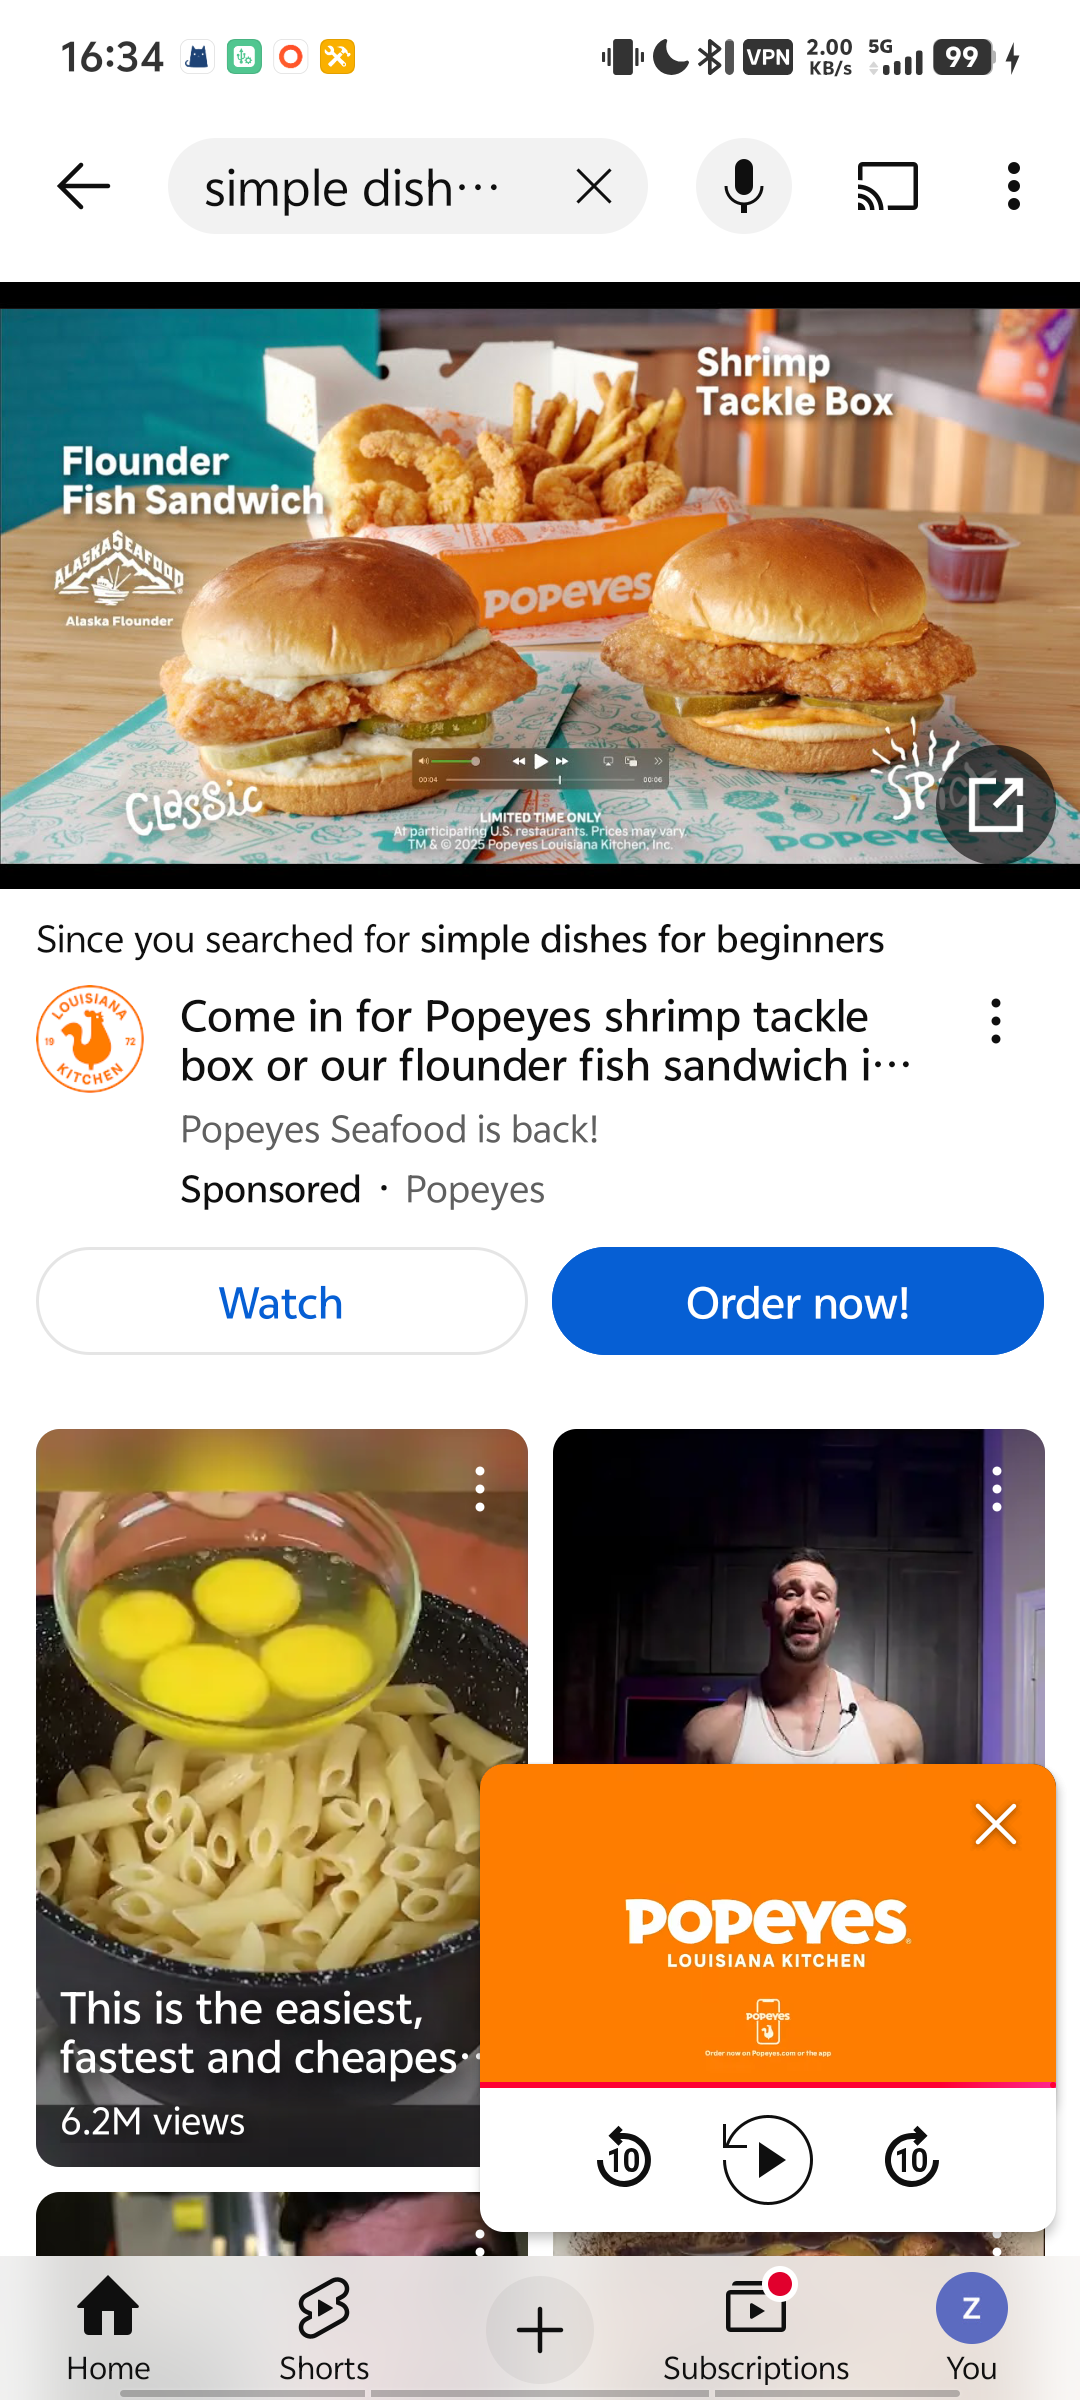 16:34
VPN
2.00
KB/s
5G
99
simple dish···
Shrimp
Tackle Box
Flounder
Fish Sandwich
ALASKA SEAFOOD
Alaska Flounder
POPEYES
Classic
00:04
00:06
LIMITED TIME ONLY
At participating U.S. restaurants. Prices may vary.
TM & © 2025 Popeyes Louisiana Kitchen, Inc.
POPEYE
Since you searched for simple dishes for beginners
LOUISIANA
19 72
KITCHEN
Come in for Popeyes shrimp tackle
box or our flounder fish sandwich i···
Popeyes Seafood is back!
Sponsored · Popeyes
Watch
Order now!
This is the easiest,
fastest and cheapes··
6.2M views
POPEYES
LOUISIANA KITCHEN
POPEYES
Order now on Popeyes.com or the app
10
10
Home
Shorts
Subscriptions
Z
You